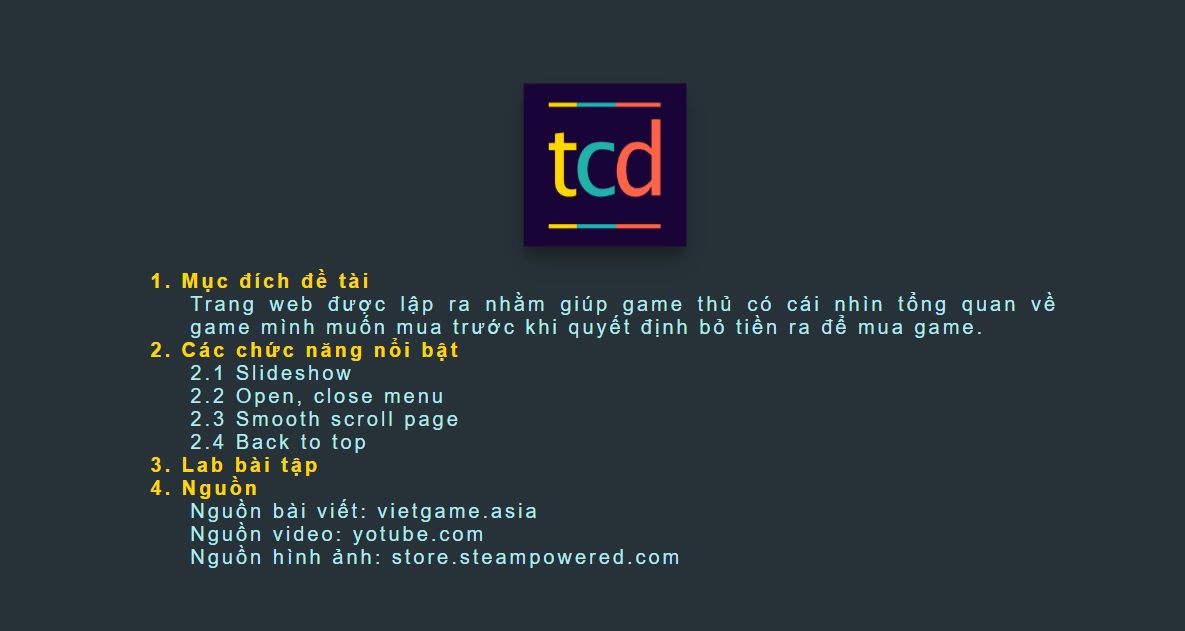 tcd
1. Mục đích đề tài
Trang web được lập ra nhằm giúp game thủ có cái nhìn tổng quan về
game mình muốn mua trước khi quyết định bỏ tiền ra để mua game.
2. Các chức năng nổi bật
2.1 Slideshow
2.2 Open, close menu
2.3 Smooth scroll page
2.4 Back to top
3. Lab bài tập
4. Nguồn
Nguồn bài viết: vietgame.asia
Nguồn video: yotube.com
Nguồn hình ảnh: store.steampowered.com